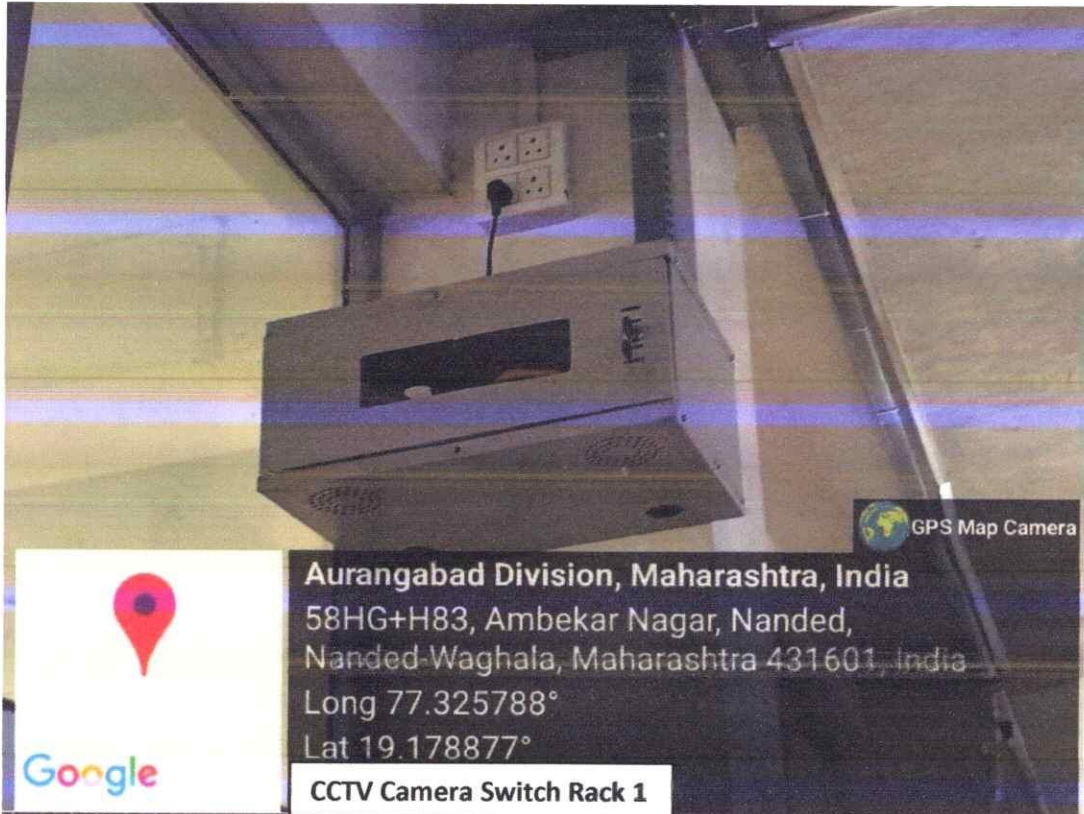 GPS Map Camera
Aurangabad Division, Maharashtra, India
58HG+H83, Ambekar Nagar, Nanded,
Nanded-Waghala, Maharashtra 431601, India
Long 77.325788°
Lat 19.178877°
Google
CCTV Camera Switch Rack 1